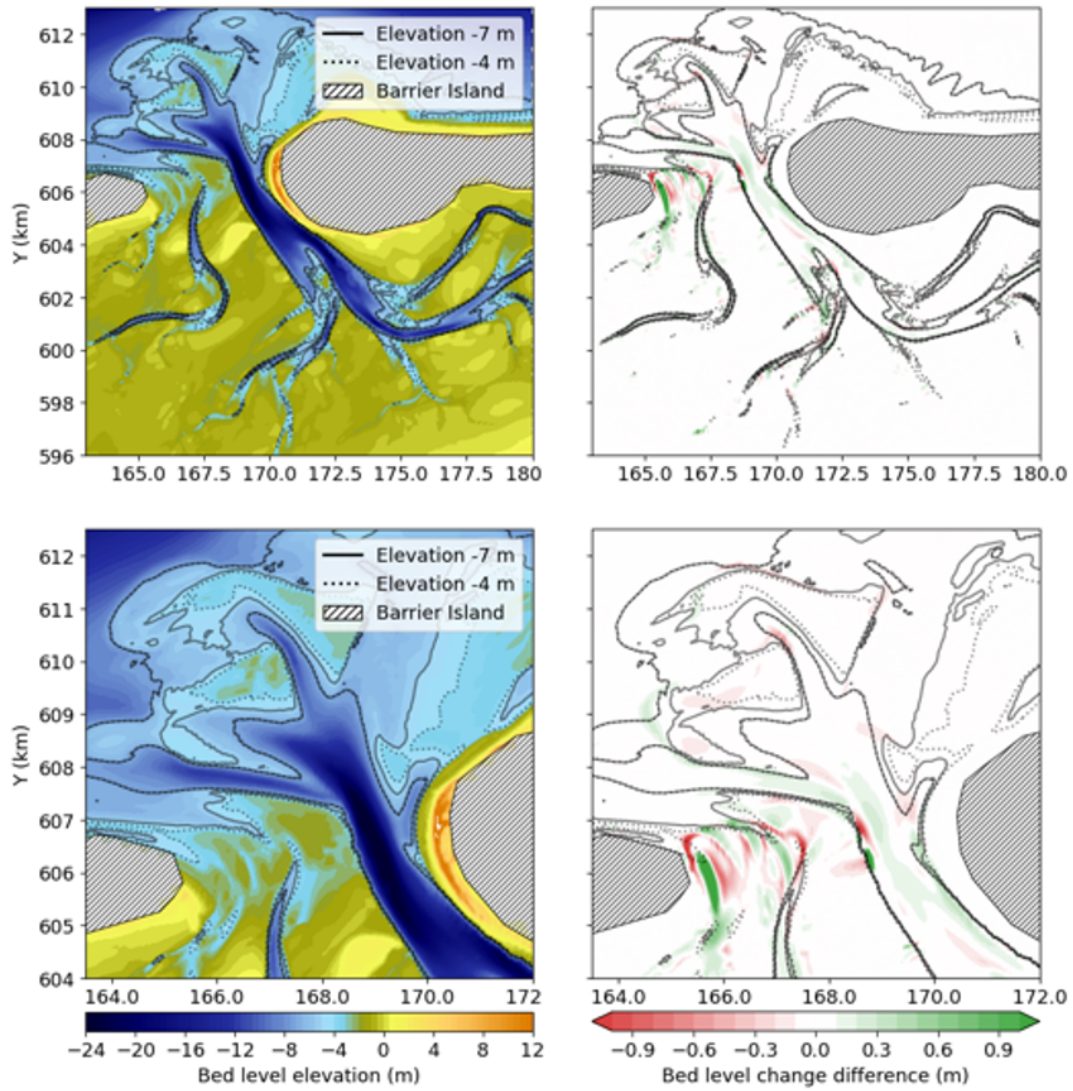 Elevation -7 m
Elevation -4 m
Barrier Island
Y (km)
612
610
608
606
604
602
600
598
596
165.0 167.5 170.0 172.5 175.0 177.5 180.0
165.0 167.5 170.0 172.5 175.0 177.5 180.0
Elevation -7 m
Elevation -4 m
Barrier Island
Y (km)
612
611
610
609
608
607
606
605
604
164.0 166.0 168.0 170.0 172
164.0 166.0 168.0 170.0 172.0
−24 −20 −16 −12 −8 −4 0 4 8 12
Bed level elevation (m)
−0.9 −0.6 −0.3 0.0 0.3 0.6 0.9
Bed level change difference (m)